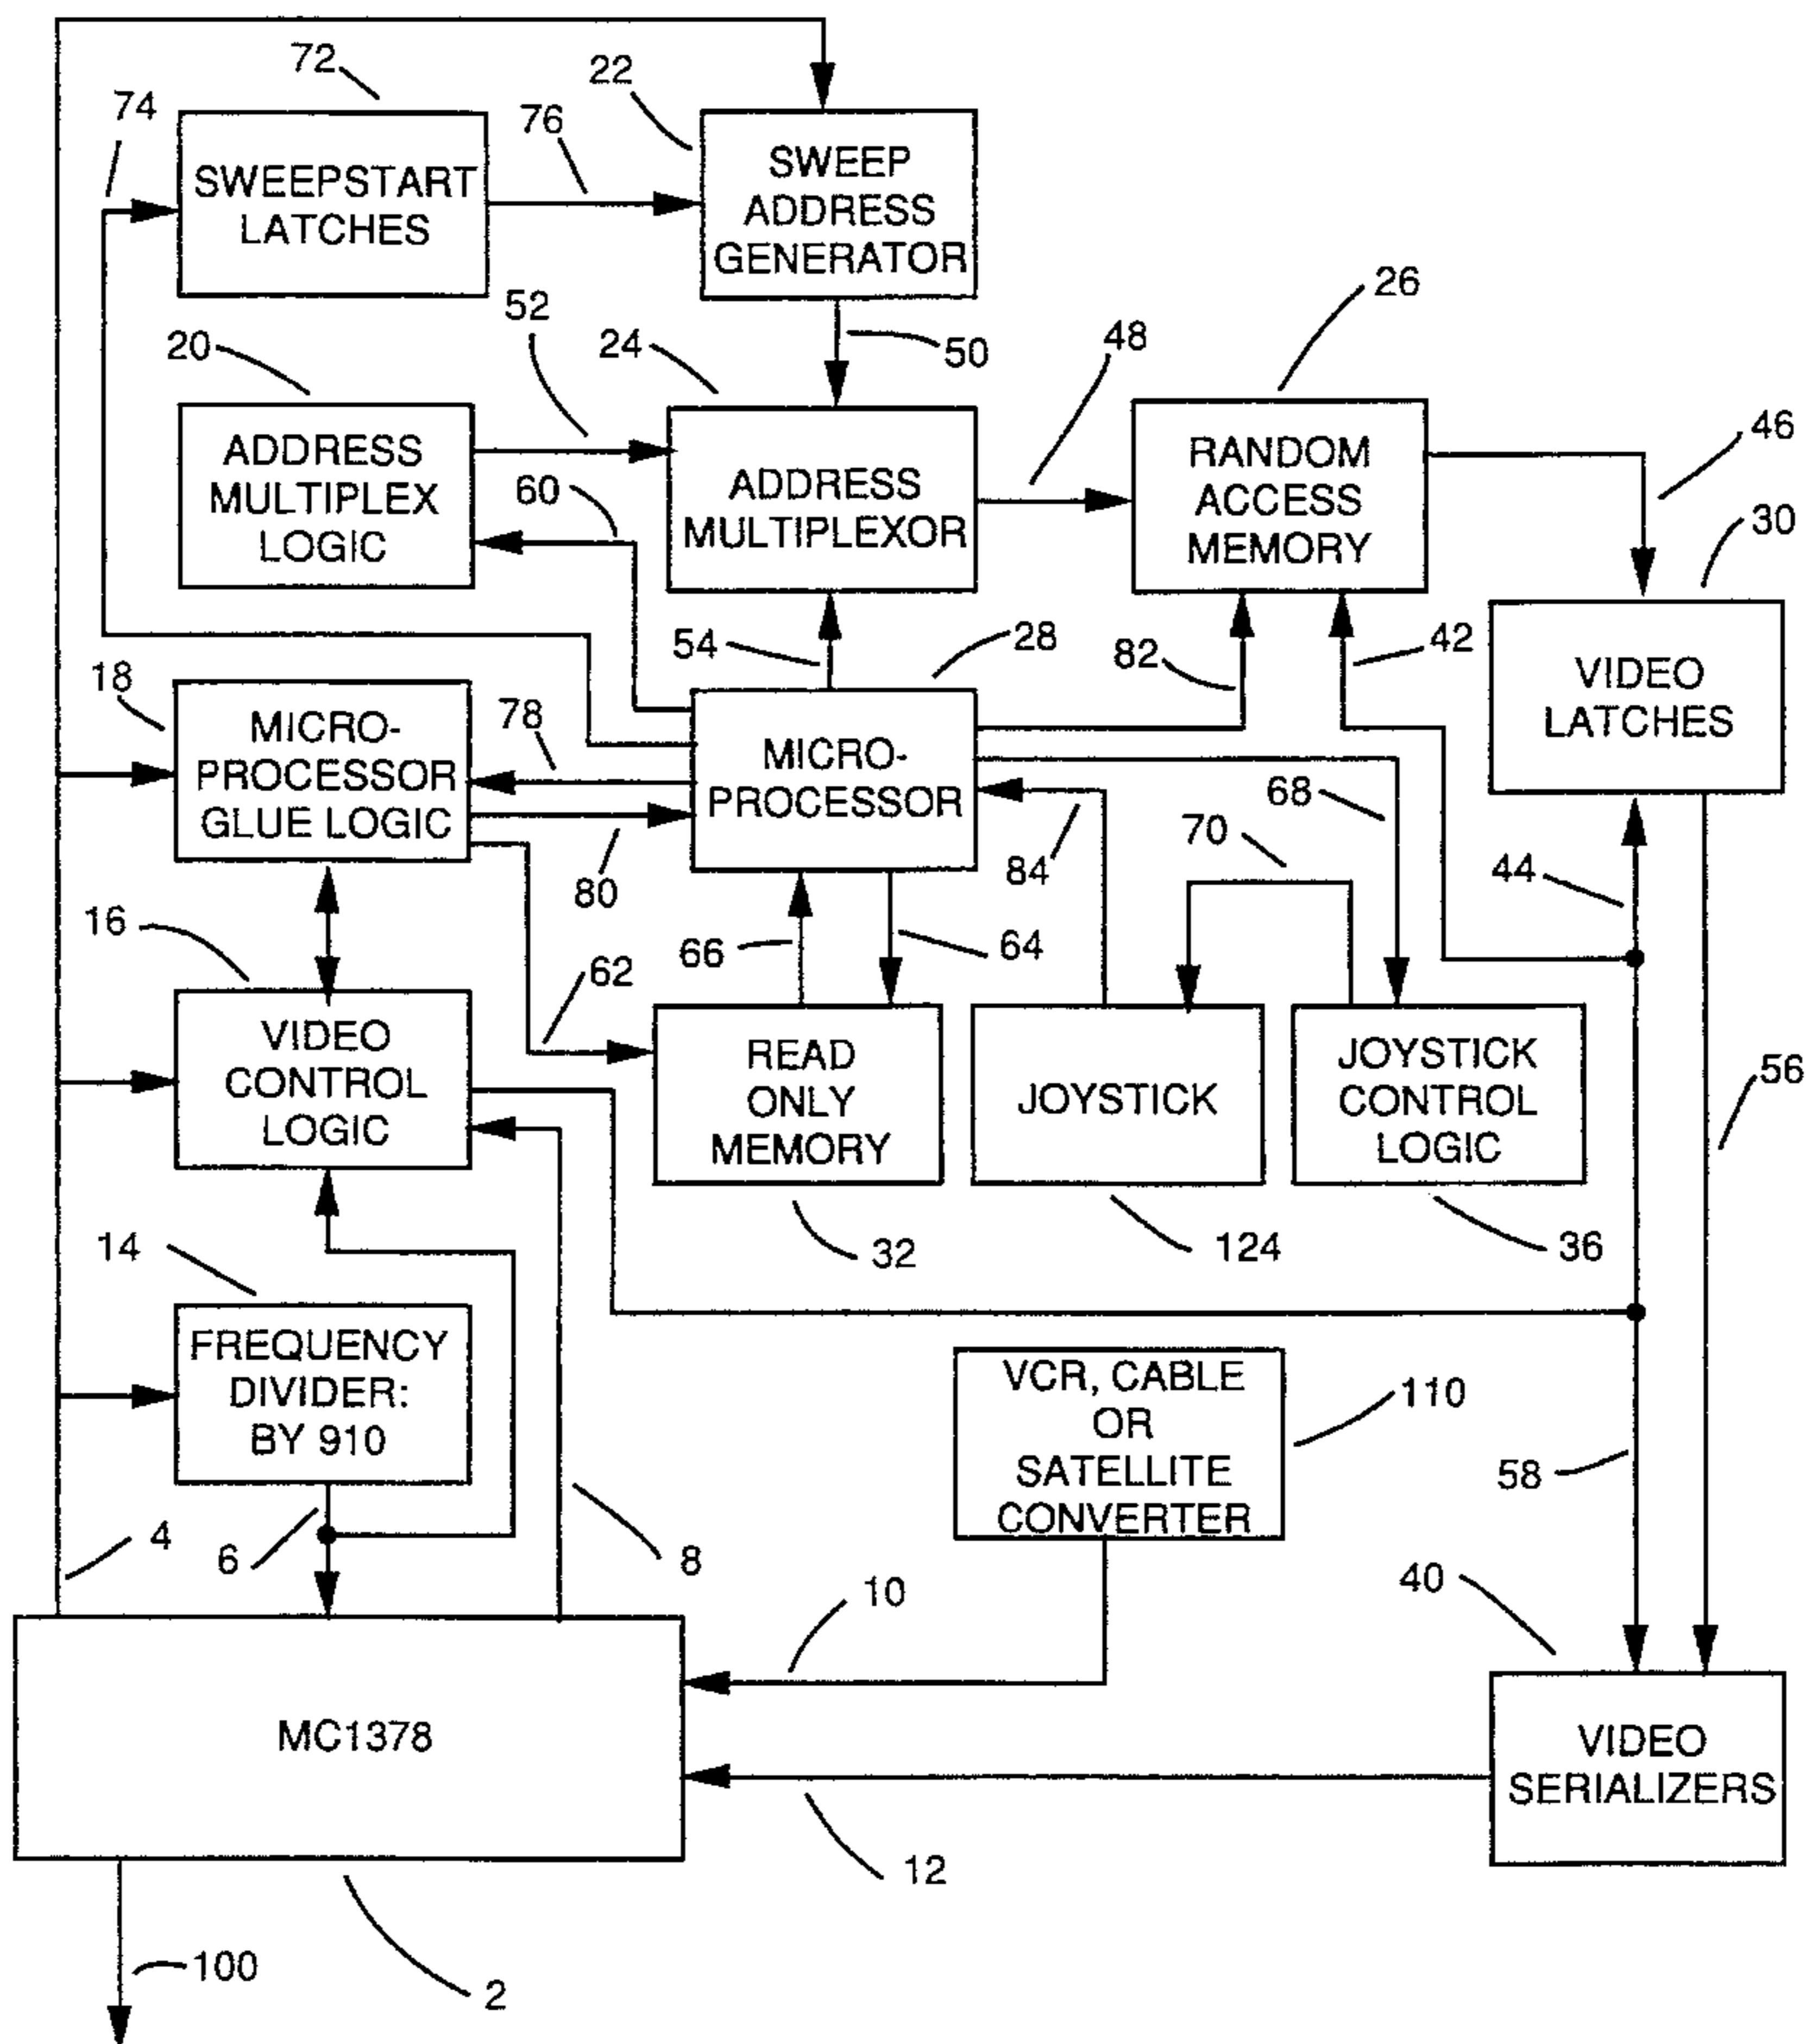 72
22
74
76
SWEEPSTART
LATCHES
SWEEP
ADDRESS
GENERATOR
26
52
20
24
50
48
ADDRESS
MULTIPLEX
LOGIC
60
ADDRESS
MULTIPLEXOR
RANDOM
ACCESS
MEMORY
46
30
54
28
82
42
18
MICRO-
PROCESSOR
GLUE LOGIC
78
MICRO-
PROCESSOR
VIDEO
LATCHES
68
70
80
84
44
16
66
64
62
VIDEO
CONTROL
LOGIC
READ
ONLY
MEMORY
JOYSTICK
JOYSTICK
CONTROL
LOGIC
56
14
32
124
36
FREQUENCY
DIVIDER:
BY 910
VCR, CABLE
OR
SATELLITE
CONVERTER
110
58
4
6
8
10
40
MC1378
VIDEO
SERIALIZERS
12
100
2